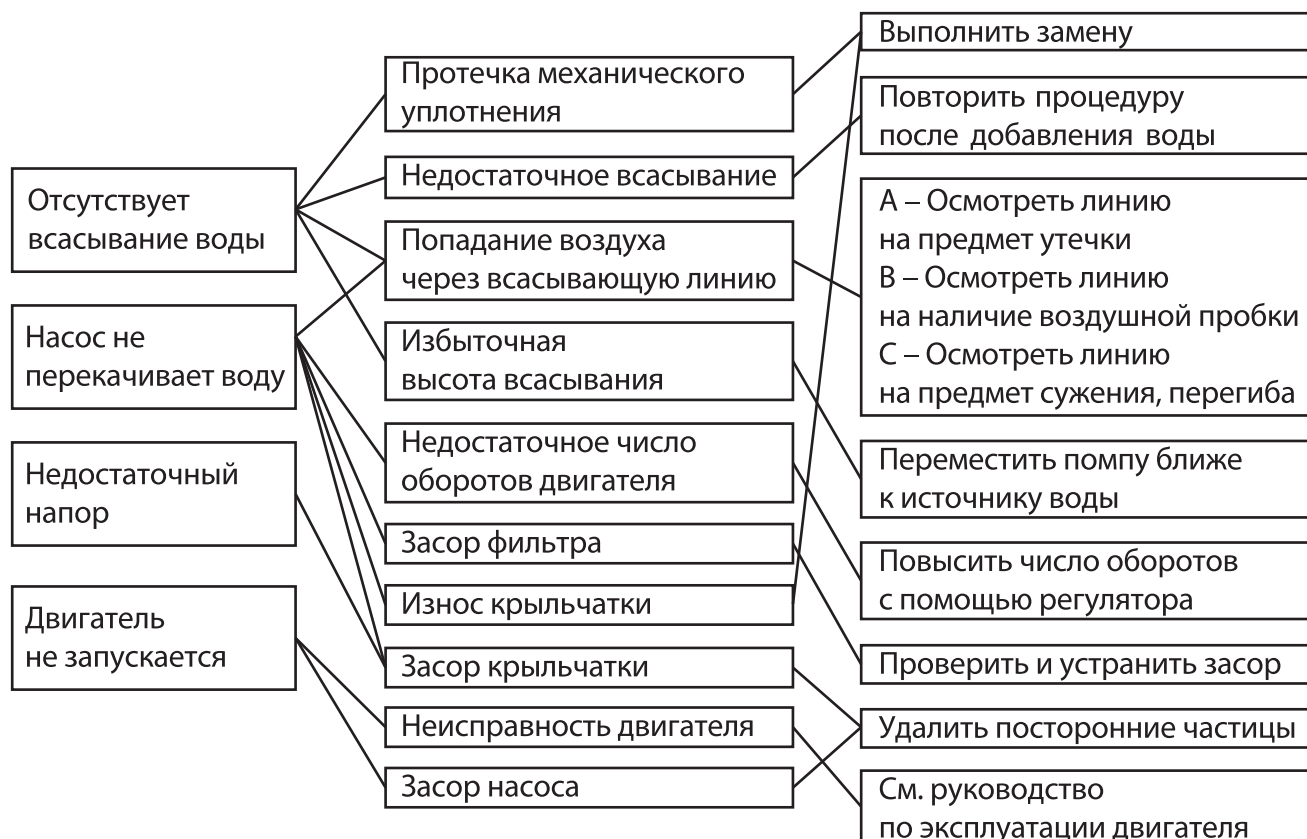 Отсутствует
всасывание воды
Насос не
перекачивает воду
Недостаточный
напор
Двигатель
не запускается
Протечка механического
уплотнения
Недостаточное всасывание
Попадание воздуха
через всасывающую линию
Избыточная
высота всасывания
Недостаточное число
оборотов двигателя
Засор фильтра
Износ крыльчатки
Засор крыльчатки
Неисправность двигателя
Засор насоса
Выполнить замену
Повторить процедуру
после добавления воды
A – Осмотреть линию
на предмет утечки
B – Осмотреть линию
на наличие воздушной пробки
C – Осмотреть линию
на предмет сужения, перегиба
Переместить помпу ближе
к источнику воды
Повысить число оборотов
с помощью регулятора
Проверить и устранить засор
Удалить посторонние частицы
См. руководство
по эксплуатации двигателя